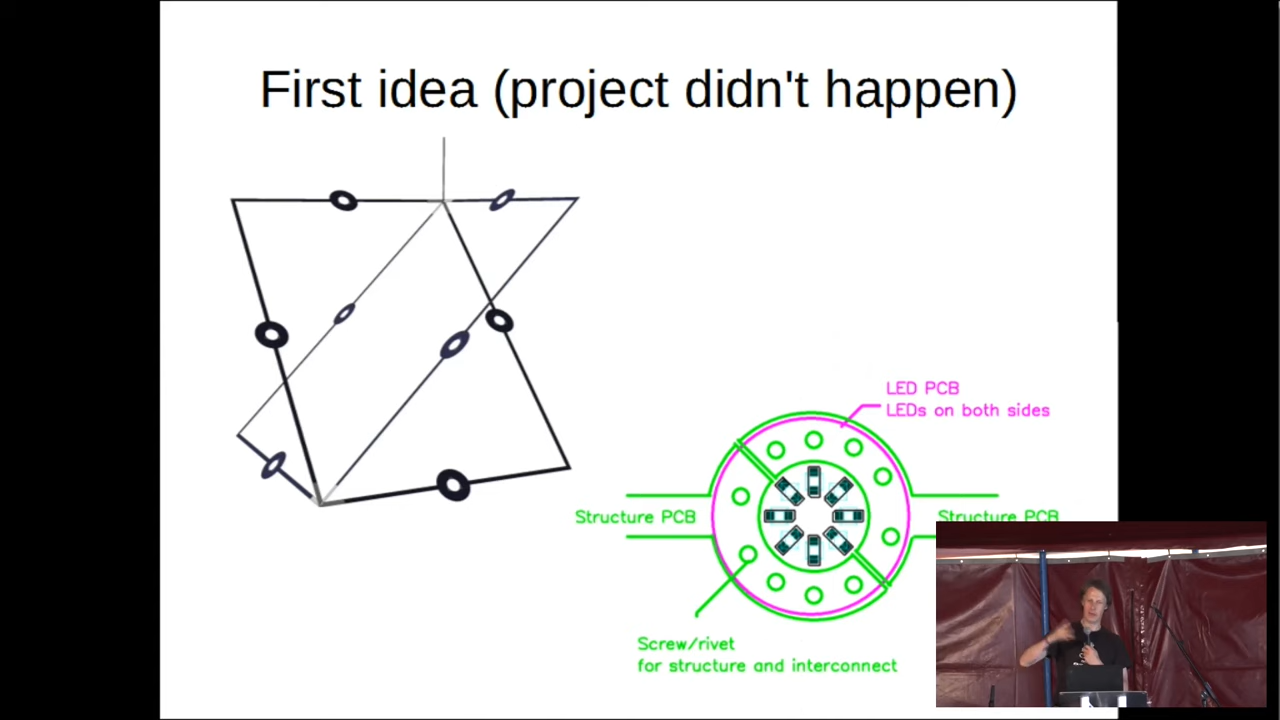 First idea (project didn't happen)
LED PCB
LEDs on both sides
Structure PCB
Structure PCB
Screw/rivet
for structure and interconnect